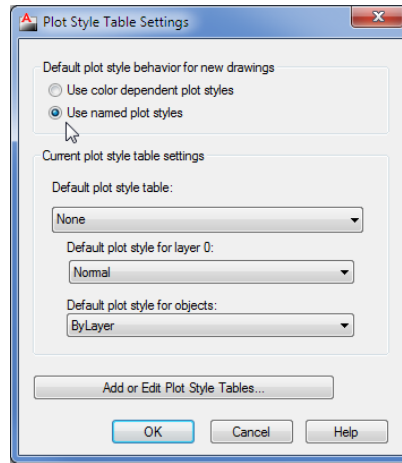 Plot Style Table Settings
Default plot style behavior for new drawings
Use color dependent plot styles
Use named plot styles
Current plot style table settings
Default plot style table:
None
Default plot style for layer 0:
Normal
Default plot style for objects:
ByLayer
Add or Edit Plot Style Tables...
OK Cancel Help